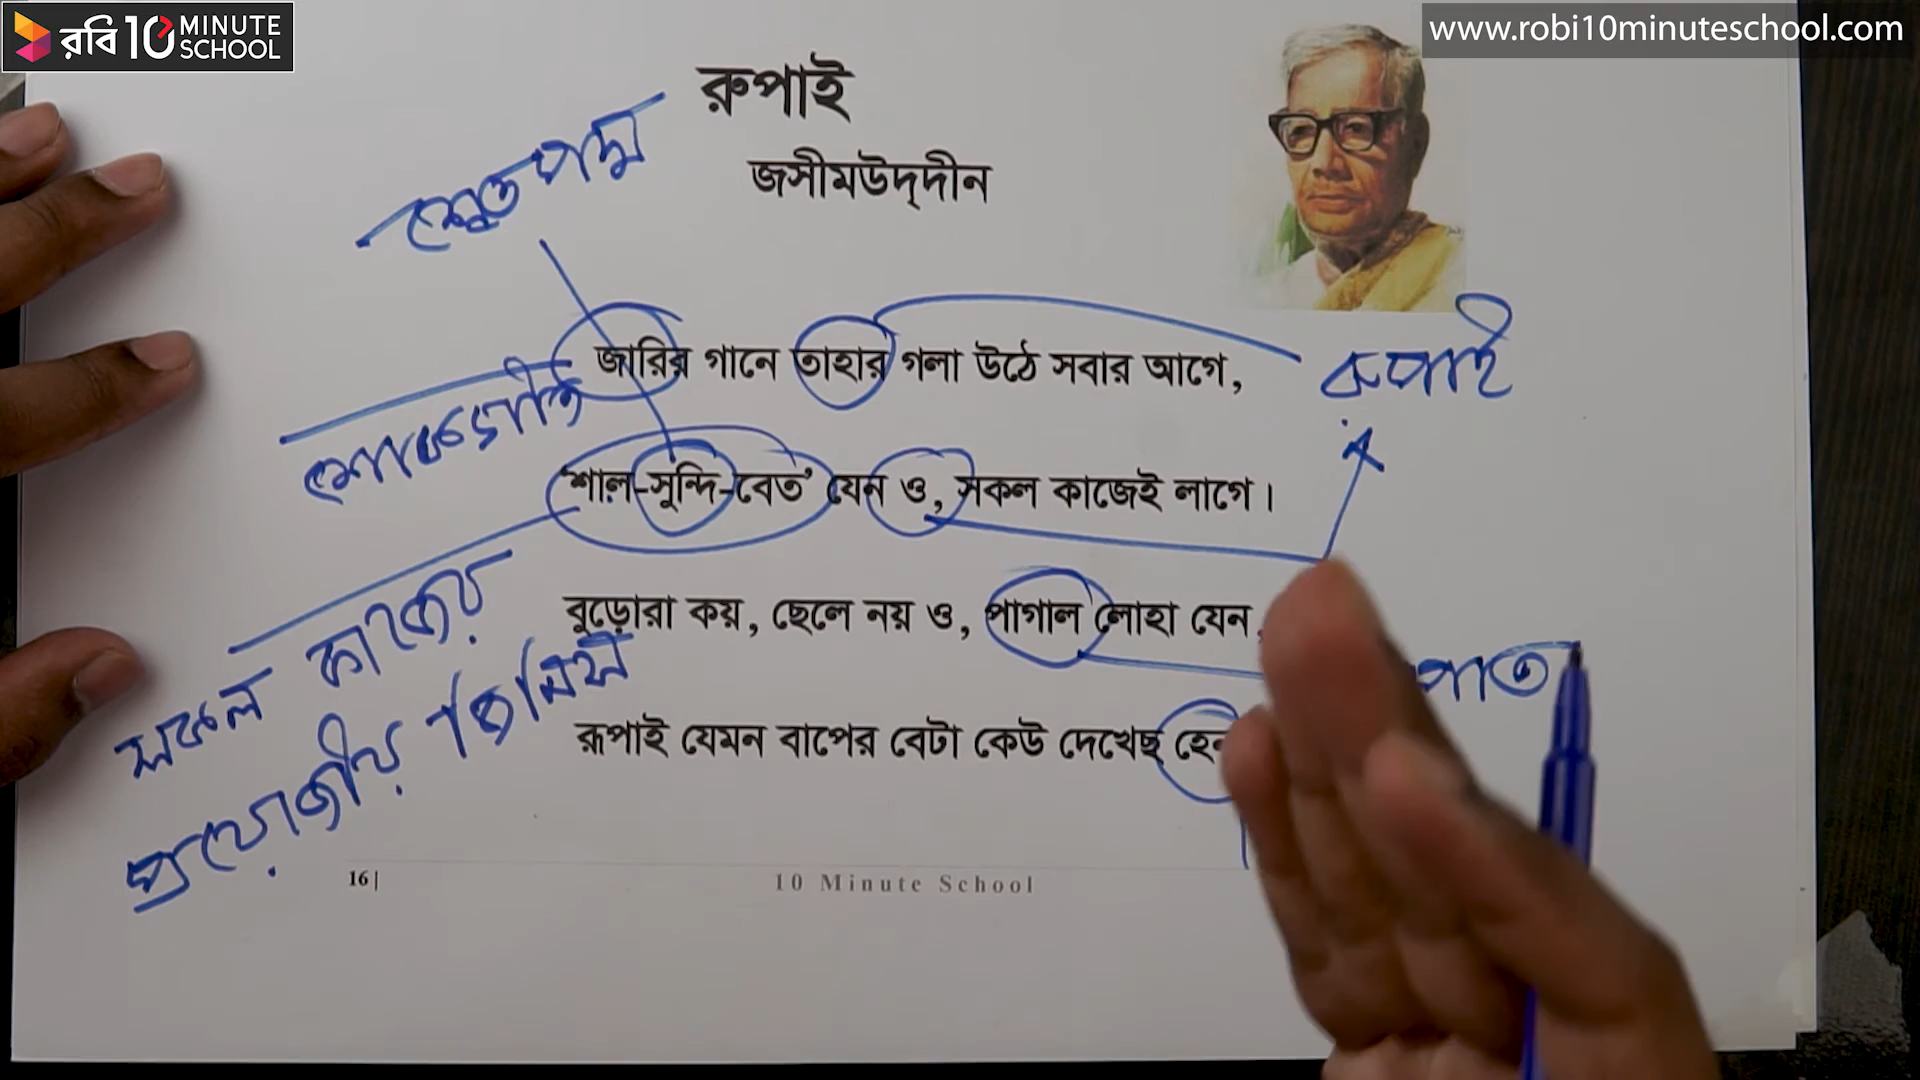 রবি 10 MINUTE SCHOOL
www.robi10minuteschool.com
রুপাই
জসীমউদ্‌দীন
শ্বেতপদ্ম
জারির গানে তাহার গলা উঠে সবার আগে,
রুপাই
শোকগীতি
‘শাল-সুন্দি-বেত’ যেন ও, সকল কাজেই লাগে।
বুড়োরা কয়, ছেলে নয় ও, পাগাল লোহা যেন
সকল কাজের
প্রয়োজনীয় জিনিস
রূপাই যেমন বাপের বেটা কেউ দেখেছ হেন
16|
10 Minute School